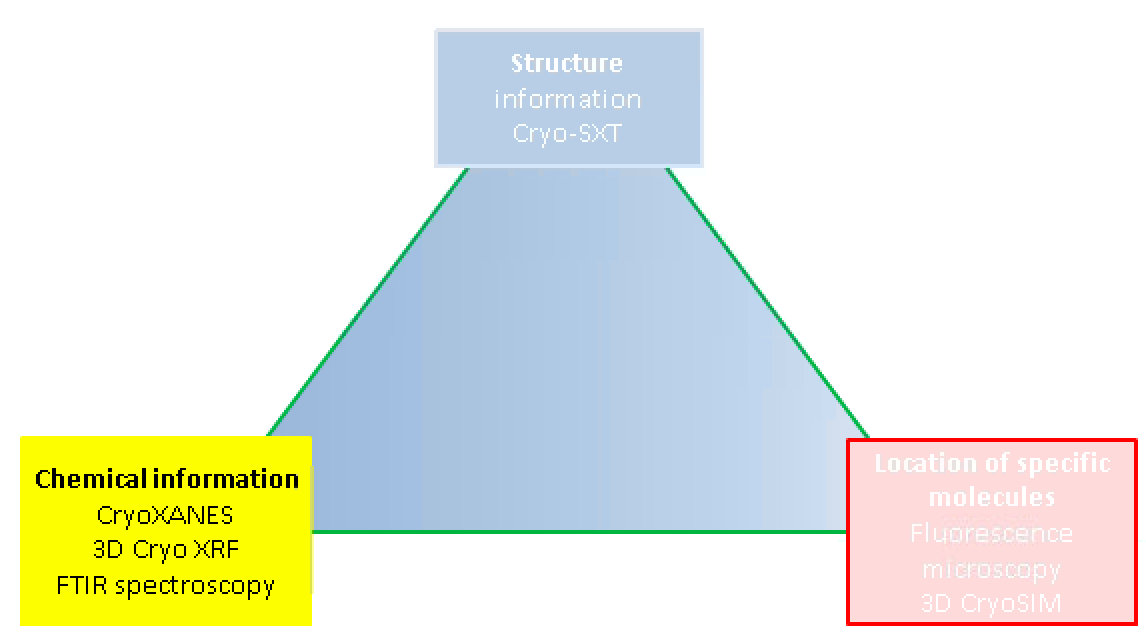 Structure
information
Cryo-SXT
Chemical information
CryoXANES
3D Cryo XRF
FTIR spectroscopy
Location of specific
molecules
Fluorescence
microscopy
3D CryoSIM